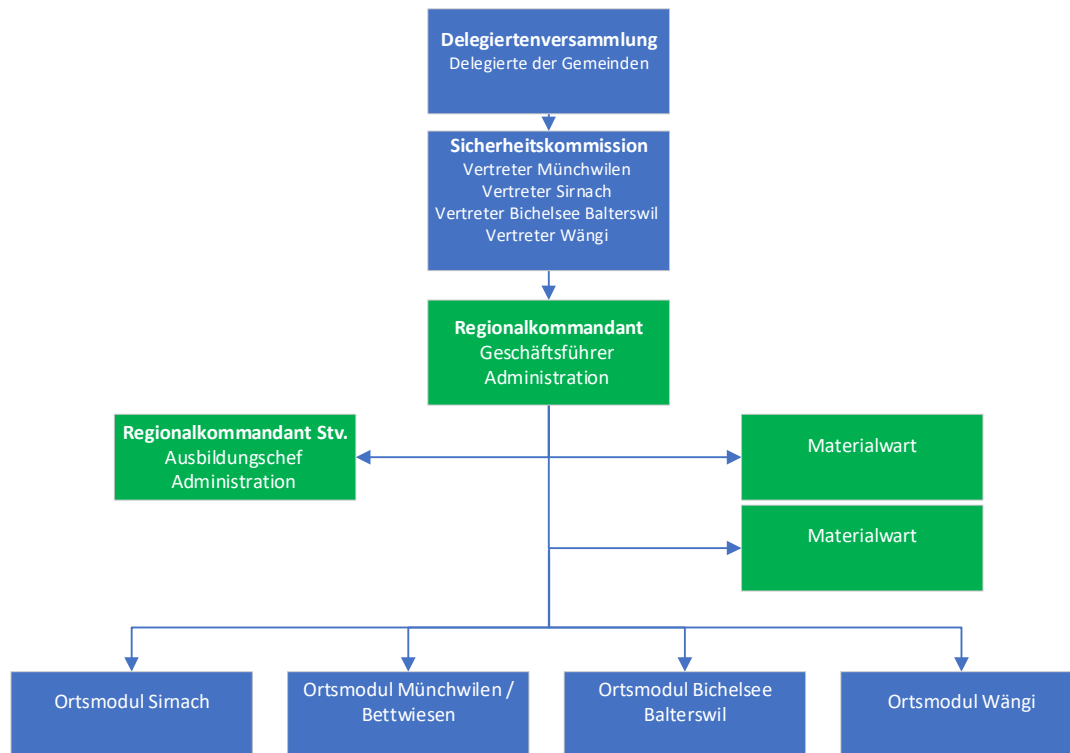 Delegiertenversammlung
Delegierte der Gemeinden
Sicherheitskommission
Vertreter Münchwilen
Vertreter Sirnach
Vertreter Bichelsee Balterswil
Vertreter Wängi
Regionalkommandant
Geschäftsführer
Administration
Regionalkommandant Stv.
Ausbildungschef
Administration
Materialwart
Materialwart
Ortsmodul Sirnach
Ortsmodul Münchwilen /
Bettwiesen
Ortsmodul Bichelsee
Balterswil
Ortsmodul Wängi